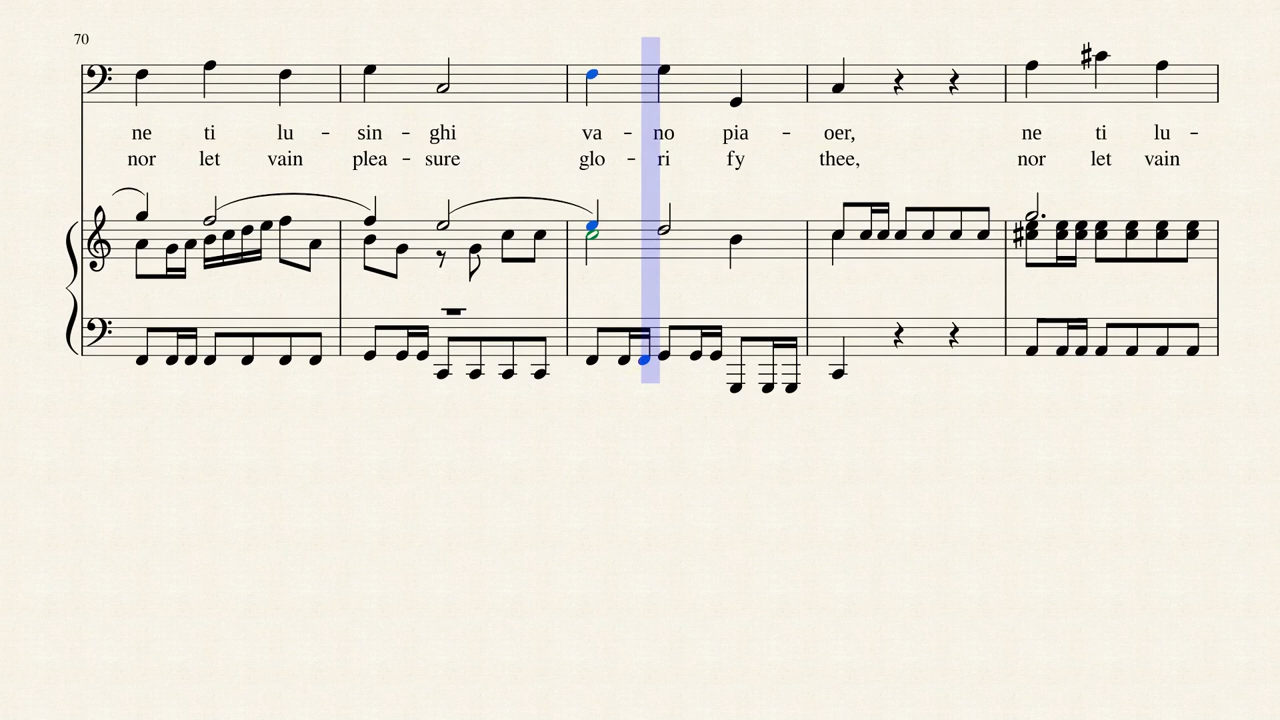 70
ne ti lu - sin - ghi va - no pia - oer, ne ti lu -
nor let vain plea - sure glo - ri fy thee, nor let vain